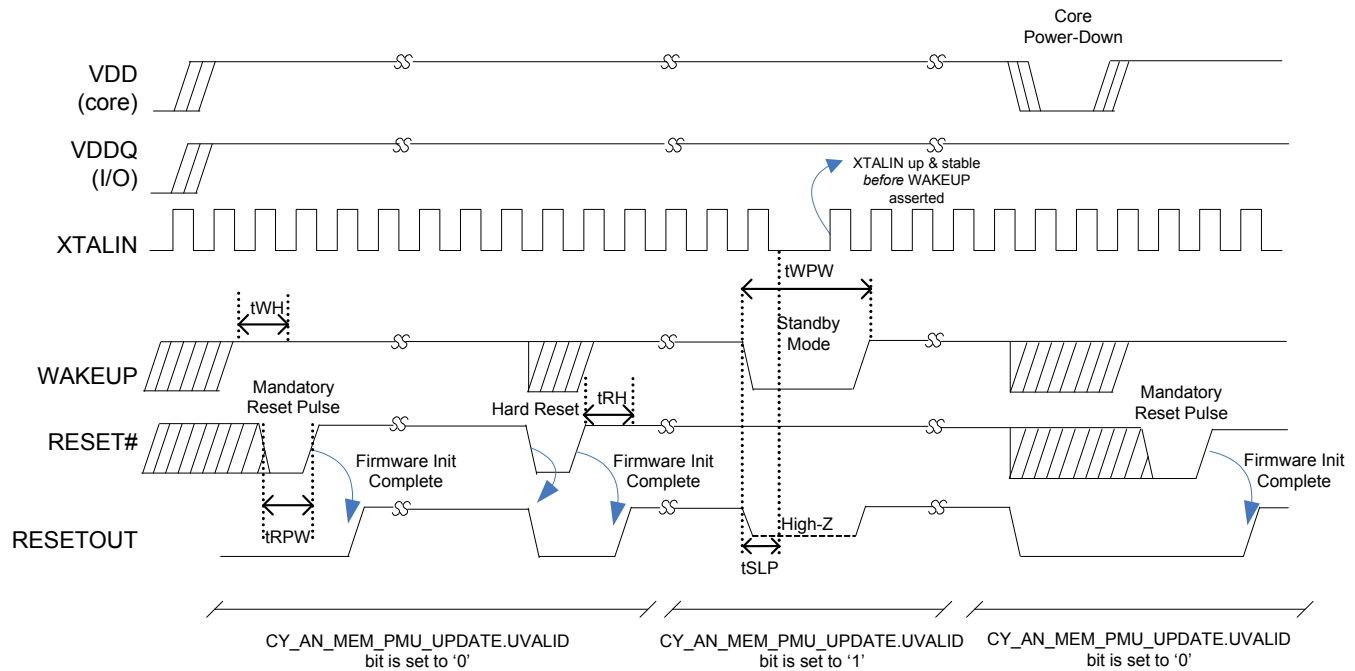 Core
Power-Down
VDD
(core)
VDDQ
(I/O)
XTALIN up & stable
before WAKEUP
asserted
XTALIN
tWPW
tWH
Standby
Mode
WAKEUP
Mandatory
Reset Pulse
Hard Reset
tRH
Mandatory
Reset Pulse
RESET#
Firmware Init
Complete
Firmware Init
Complete
Firmware Init
Complete
High-Z
RESETOUT
tRPW
tSLP
CY_AN_MEM_PMU_UPDATE.UVALID
bit is set to ‘0’
CY_AN_MEM_PMU_UPDATE.UVALID
bit is set to ‘1’
CY_AN_MEM_PMU_UPDATE.UVALID
bit is set to ‘0’